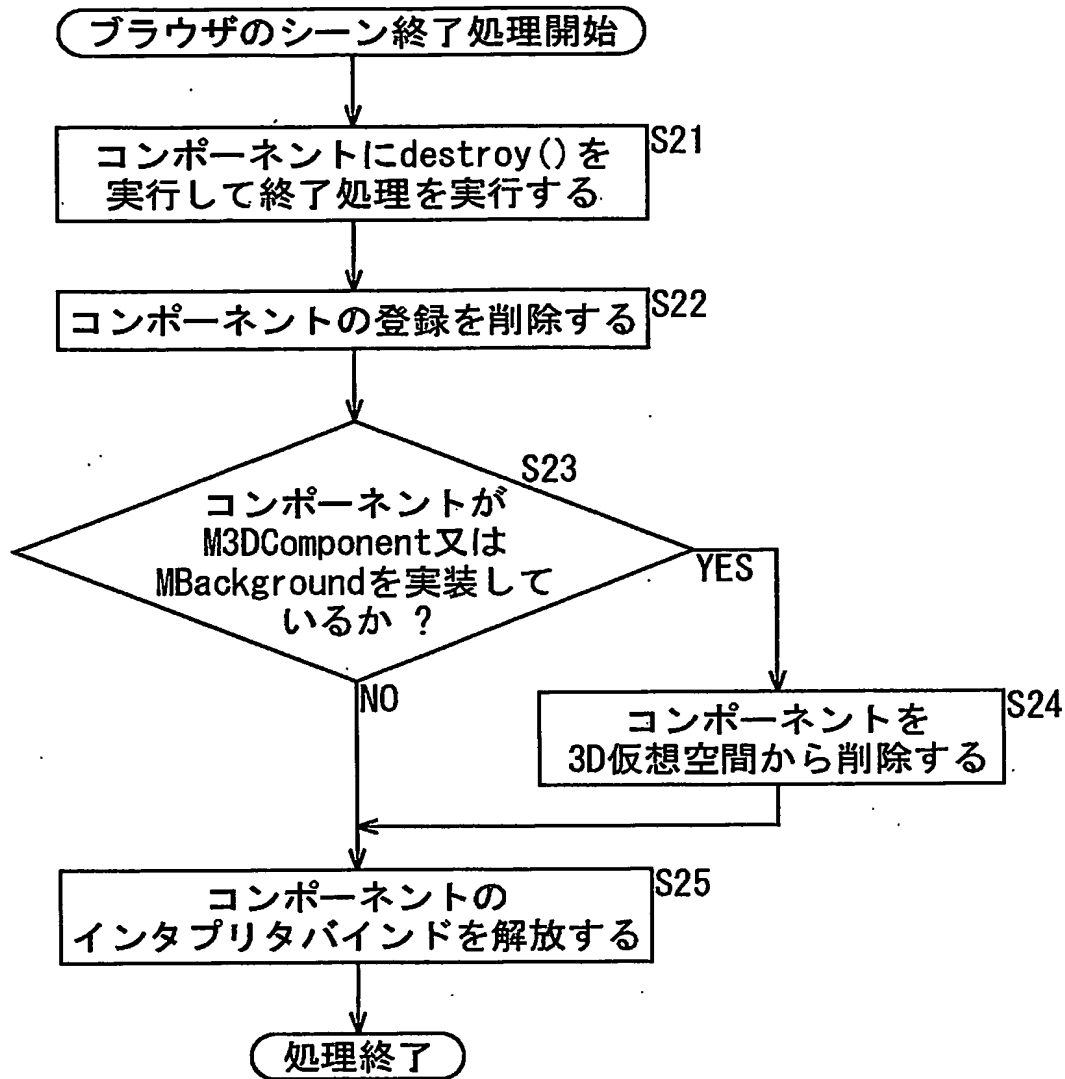 ブラウザのシーン終了処理開始
コンポーネントにdestroy()を
実行して終了処理を実行する
S21
コンポーネントの登録を削除する
S22
S23
コンポーネントが
M3DComponent又は
MBackgroundを実装して
いるか ?
YES
NO
コンポーネントを
3D仮想空間から削除する
S24
コンポーネントの
インタプリタバインドを解放する
S25
処理終了